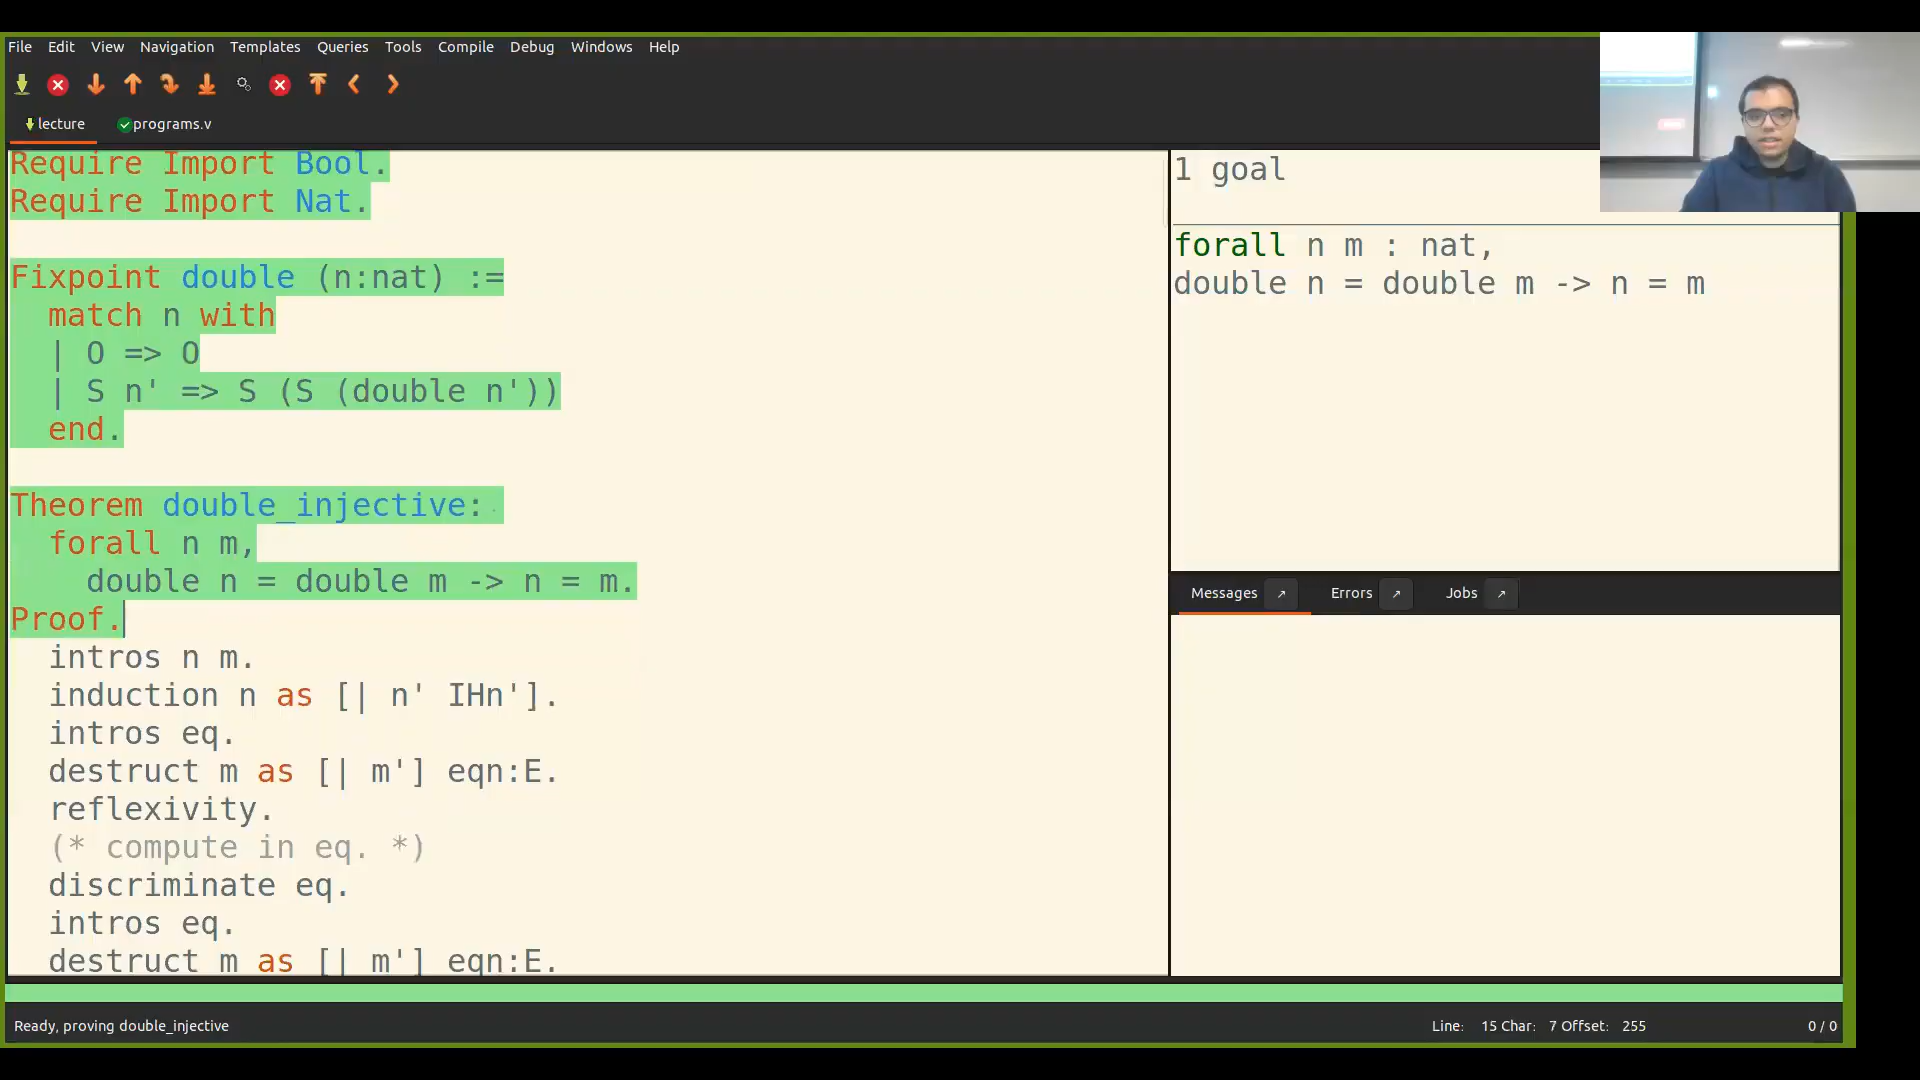 File Edit View Navigation Templates Queries Tools Compile Debug Windows Help
lecture programs.v
Require Import Bool.
Require Import Nat.
Fixpoint double (n:nat) :=
match n with
| O => O
| S n' => S (S (double n'))
end.
Theorem double_injective:
forall n m,
double n = double m -> n = m.
Proof.
intros n m.
induction n as [| n' IHn'].
intros eq.
destruct m as [| m'] eqn:E.
reflexivity.
(* compute in eq. *)
discriminate eq.
intros eq.
destruct m as [| m'] eqn:E.
1 goal
forall n m : nat,
double n = double m -> n = m
Messages Errors Jobs
Ready, proving double_injective
Line: 15 Char: 7 Offset: 255 0 / 0